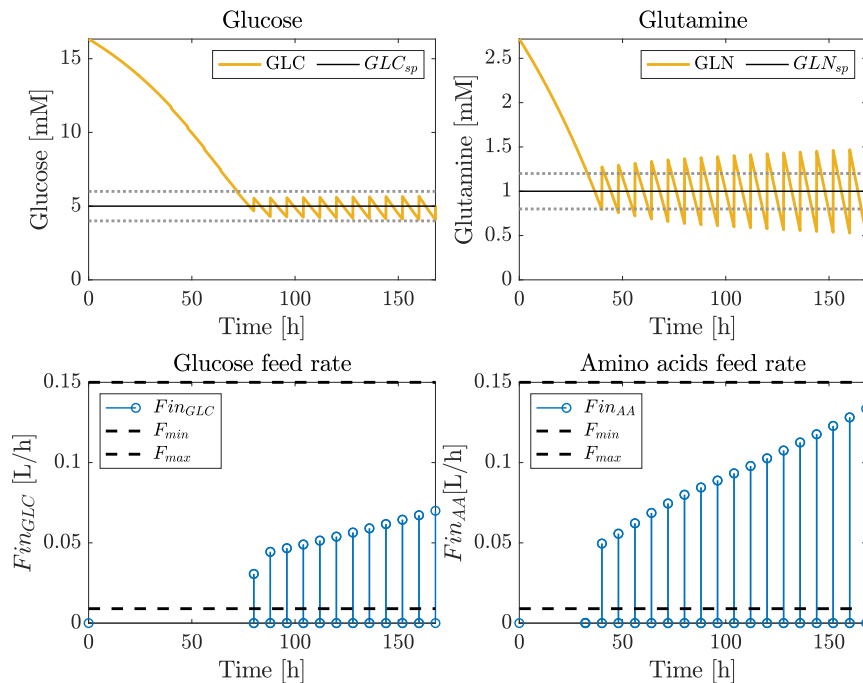 Glucose
GLC
GLC_sp
15
10
5
0
Glucose [mM]
0 50 100 150
Time [h]
Glutamine
GLN
GLN_sp
2.5
2
1.5
1
0.5
0
Glutamine [mM]
0 50 100 150
Time [h]
Glucose feed rate
Fin_GLC
F_min
F_max
0.15
0.1
0.05
0
Fin_GLC [L/h]
0 50 100 150
Time [h]
Amino acids feed rate
Fin_AA
F_min
F_max
0.15
0.1
0.05
0
Fin_AA[L/h]
0 50 100 150
Time [h]